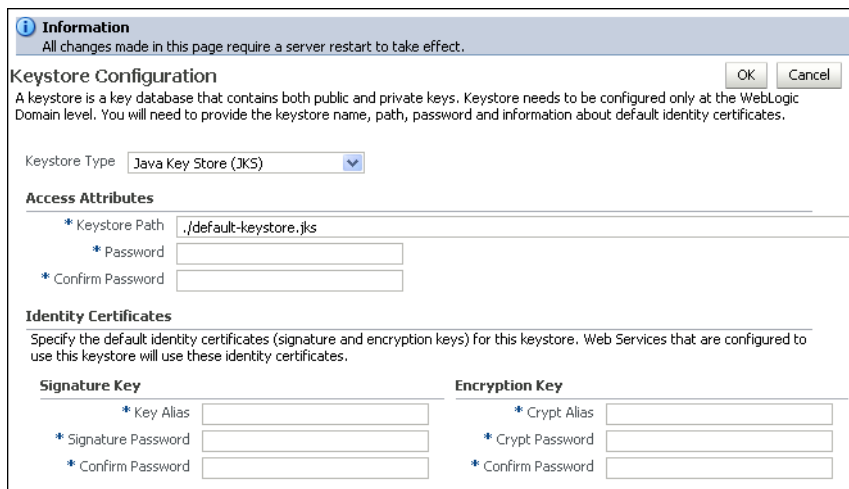 Information
All changes made in this page require a server restart to take effect.
Keystore Configuration
OK
Cancel
A keystore is a key database that contains both public and private keys. Keystore needs to be configured only at the WebLogic
Domain level. You will need to provide the keystore name, path, password and information about default identity certificates.
Keystore Type Java Key Store (JKS)
Access Attributes
* Keystore Path ./default-keystore.jks
* Password
* Confirm Password
Identity Certificates
Specify the default identity certificates (signature and encryption keys) for this keystore. Web Services that are configured to
use this keystore will use these identity certificates.
Signature Key
* Key Alias
* Signature Password
* Confirm Password
Encryption Key
* Crypt Alias
* Crypt Password
* Confirm Password